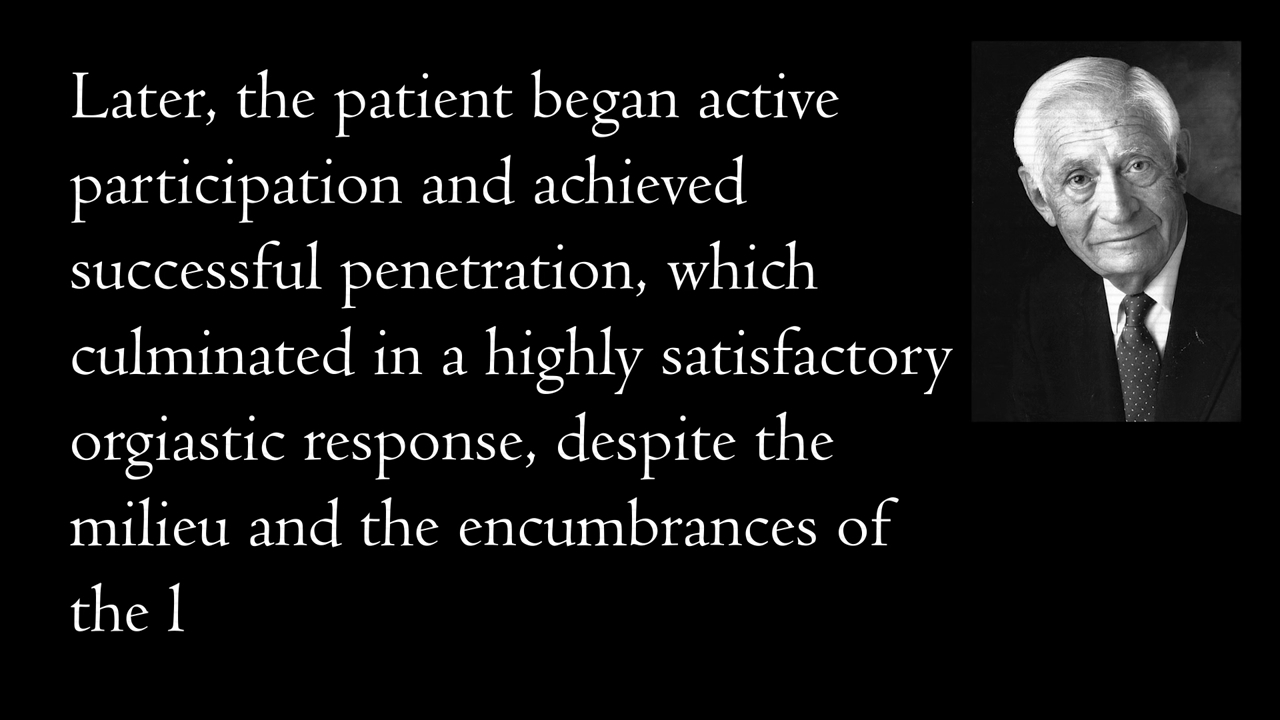 Later, the patient began active
participation and achieved
successful penetration, which
culminated in a highly satisfactory
orgiastic response, despite the
milieu and the encumbrances of
the l